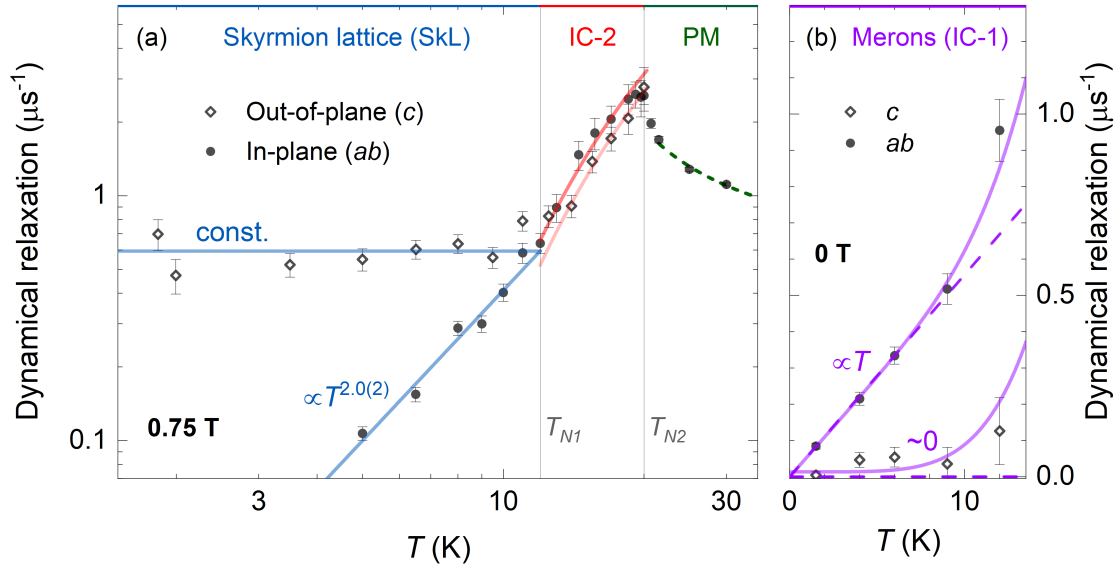 (a) Skyrmion lattice (SkL) IC-2 PM
Out-of-plane (c)
In-plane (ab)
const.
∝T^2.0(2)
0.75 T
T_N1
T_N2
Dynamical relaxation (μs⁻¹)
1
0.1
3 10 30
T (K)
(b) Merons (IC-1)
c
ab
0 T
∝T
~0
1.0
0.5
0.0
Dynamical relaxation (μs⁻¹)
0 10
T (K)